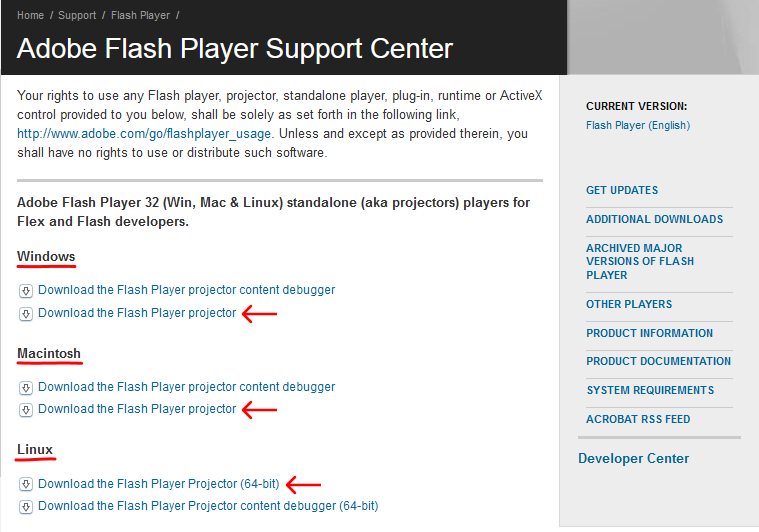 Home / Support / Flash Player /
Adobe Flash Player Support Center
Your rights to use any Flash player, projector, standalone player, plug-in, runtime or ActiveX
control provided to you below, shall be solely as set forth in the following link,
http://www.adobe.com/go/flashplayer_usage. Unless and except as provided therein, you
shall have no rights to use or distribute such software.
Adobe Flash Player 32 (Win, Mac & Linux) standalone (aka projectors) players for
Flex and Flash developers.
Windows
Download the Flash Player projector content debugger
Download the Flash Player projector
Macintosh
Download the Flash Player projector content debugger
Download the Flash Player projector
Linux
Download the Flash Player Projector (64-bit)
Download the Flash Player Projector content debugger (64-bit)
CURRENT VERSION:
Flash Player (English)
GET UPDATES
ADDITIONAL DOWNLOADS
ARCHIVED MAJOR
VERSIONS OF FLASH
PLAYER
OTHER PLAYERS
PRODUCT INFORMATION
PRODUCT DOCUMENTATION
SYSTEM REQUIREMENTS
ACROBAT RSS FEED
Developer Center